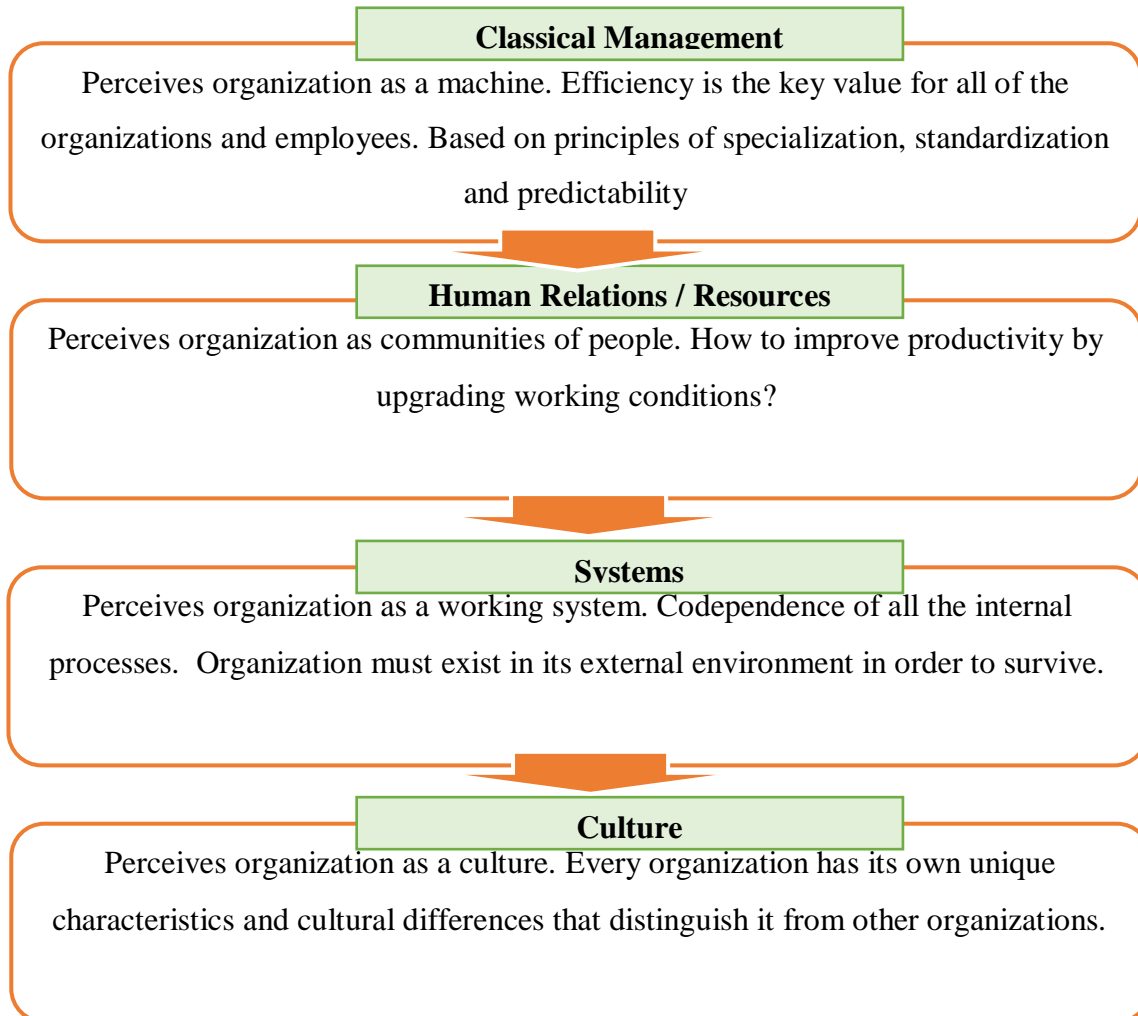 Classical Management
Perceives organization as a machine. Efficiency is the key value for all of the
organizations and employees. Based on principles of specialization, standardization
and predictability
Human Relations / Resources
Perceives organization as communities of people. How to improve productivity by
upgrading working conditions?
Systems
Perceives organization as a working system. Codependence of all the internal
processes.  Organization must exist in its external environment in order to survive.
Culture
Perceives organization as a culture. Every organization has its own unique
characteristics and cultural differences that distinguish it from other organizations.